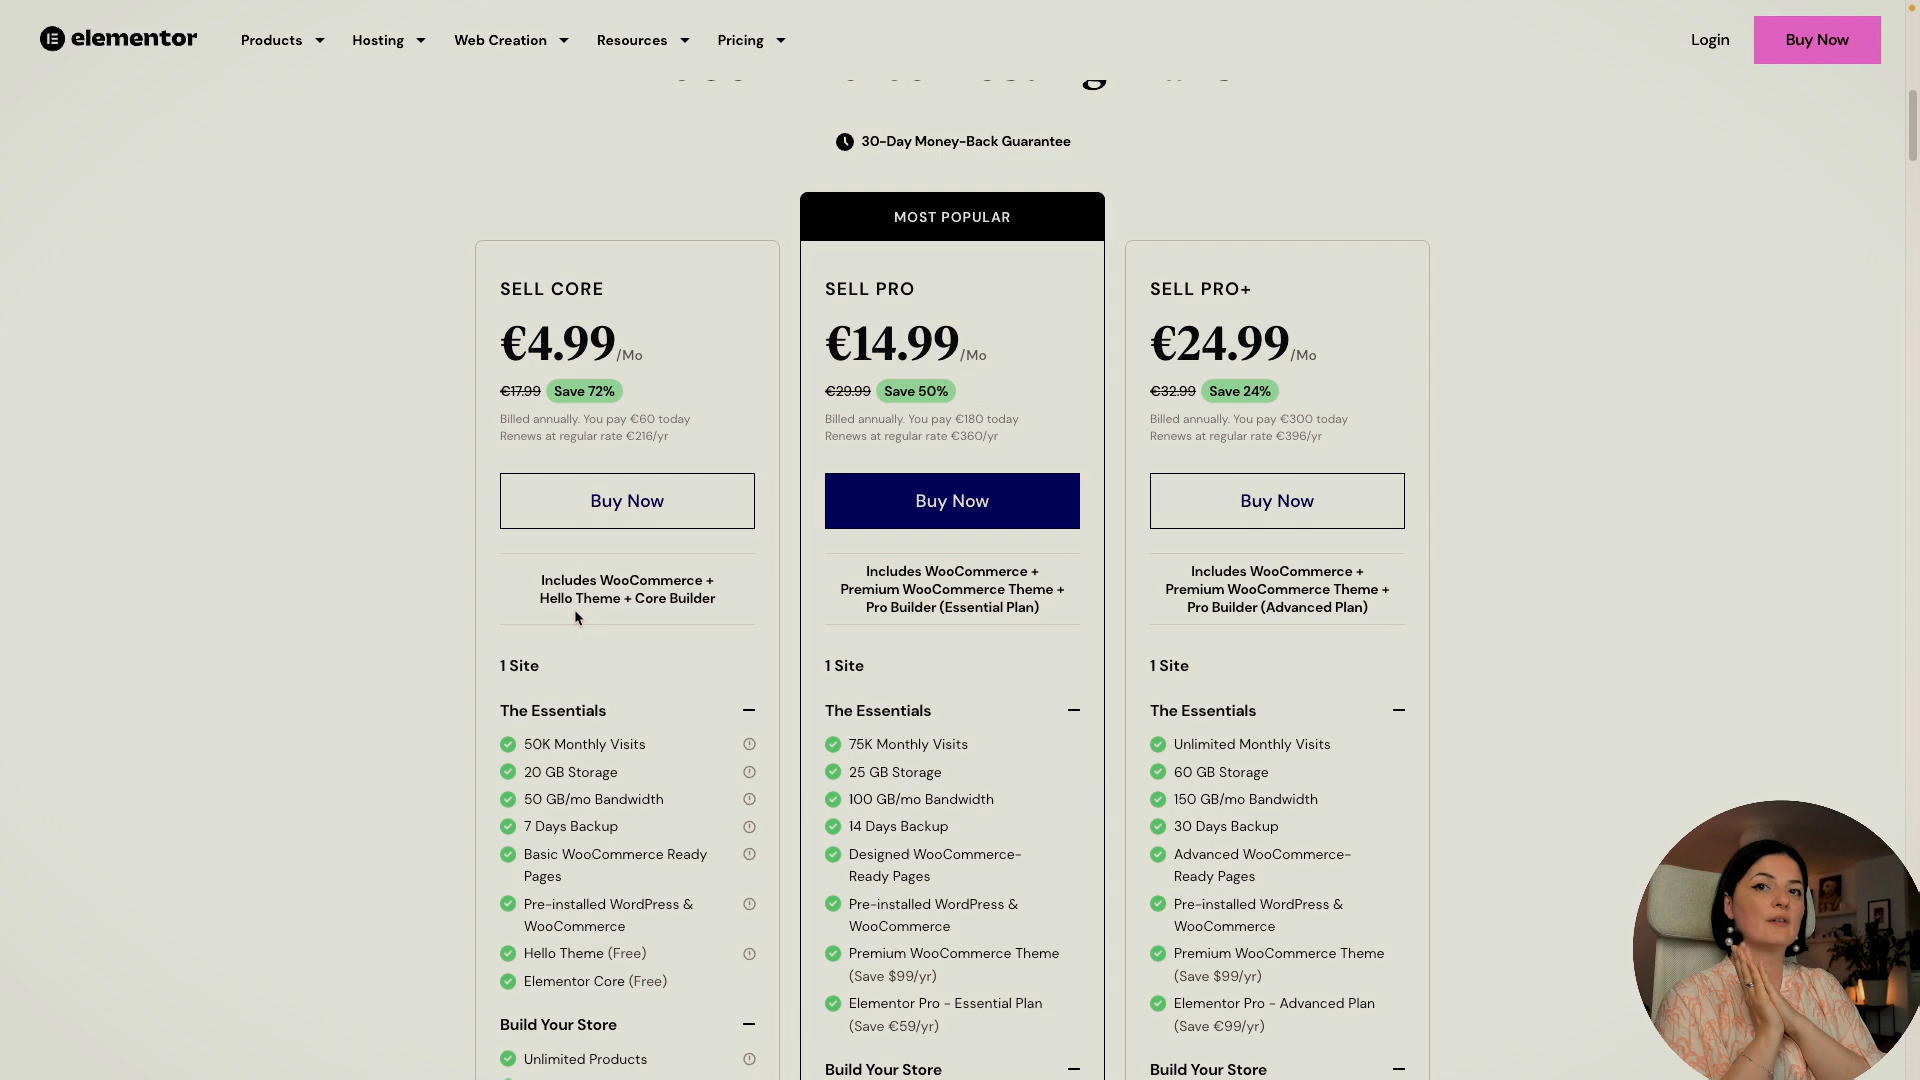 elementor
Products
Hosting
Web Creation
Resources
Pricing
Login
Buy Now
30-Day Money-Back Guarantee
SELL CORE
€4.99/Mo
€17.99 Save 72%
Billed annually. You pay €60 today
Renews at regular rate €216/yr
Buy Now
Includes WooCommerce +
Hello Theme + Core Builder
1 Site
The Essentials
50K Monthly Visits
20 GB Storage
50 GB/mo Bandwidth
7 Days Backup
Basic WooCommerce Ready
Pages
Pre-installed WordPress &
WooCommerce
Hello Theme (Free)
Elementor Core (Free)
Build Your Store
Unlimited Products
MOST POPULAR
SELL PRO
€14.99/Mo
€29.99 Save 50%
Billed annually. You pay €180 today
Renews at regular rate €360/yr
Buy Now
Includes WooCommerce +
Premium WooCommerce Theme +
Pro Builder (Essential Plan)
1 Site
The Essentials
75K Monthly Visits
25 GB Storage
100 GB/mo Bandwidth
14 Days Backup
Designed WooCommerce-
Ready Pages
Pre-installed WordPress &
WooCommerce
Premium WooCommerce Theme
(Save $99/yr)
Elementor Pro - Essential Plan
(Save €59/yr)
Build Your Store
SELL PRO+
€24.99/Mo
€32.99 Save 24%
Billed annually. You pay €300 today
Renews at regular rate €396/yr
Buy Now
Includes WooCommerce +
Premium WooCommerce Theme +
Pro Builder (Advanced Plan)
1 Site
The Essentials
Unlimited Monthly Visits
60 GB Storage
150 GB/mo Bandwidth
30 Days Backup
Advanced WooCommerce-
Ready Pages
Pre-installed WordPress &
WooCommerce
Premium WooCommerce Theme
(Save $99/yr)
Elementor Pro - Advanced Plan
(Save €99/yr)
Build Your Store